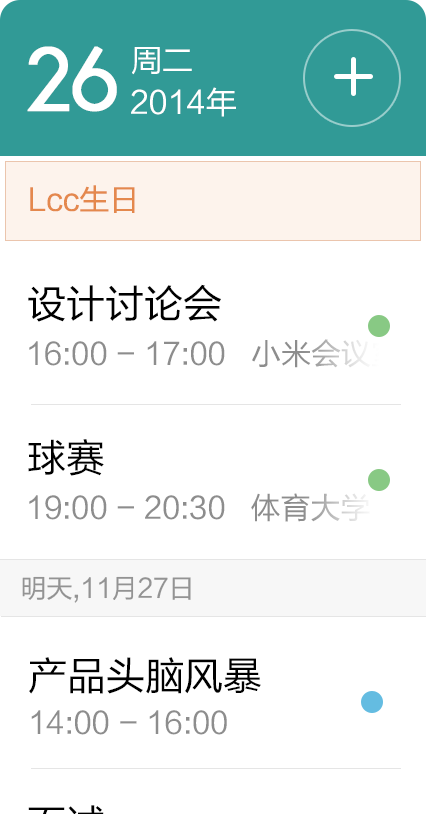 26
周二
2014年
Lcc生日
设计讨论会
16:00 – 17:00 小米会议
球赛
19:00 – 20:30 体育大学
明天,11月27日
产品头脑风暴
14:00 – 16:00